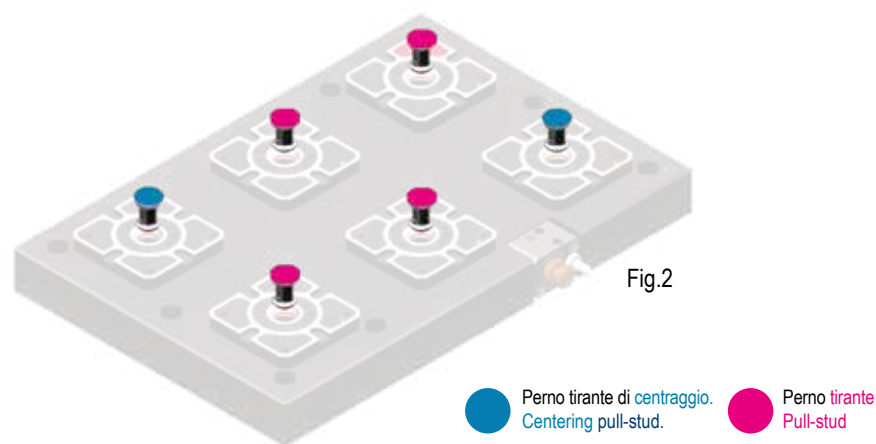 Fig.2
Perno tirante di centraggio.
Centering pull-stud.
Perno tirante
Pull-stud